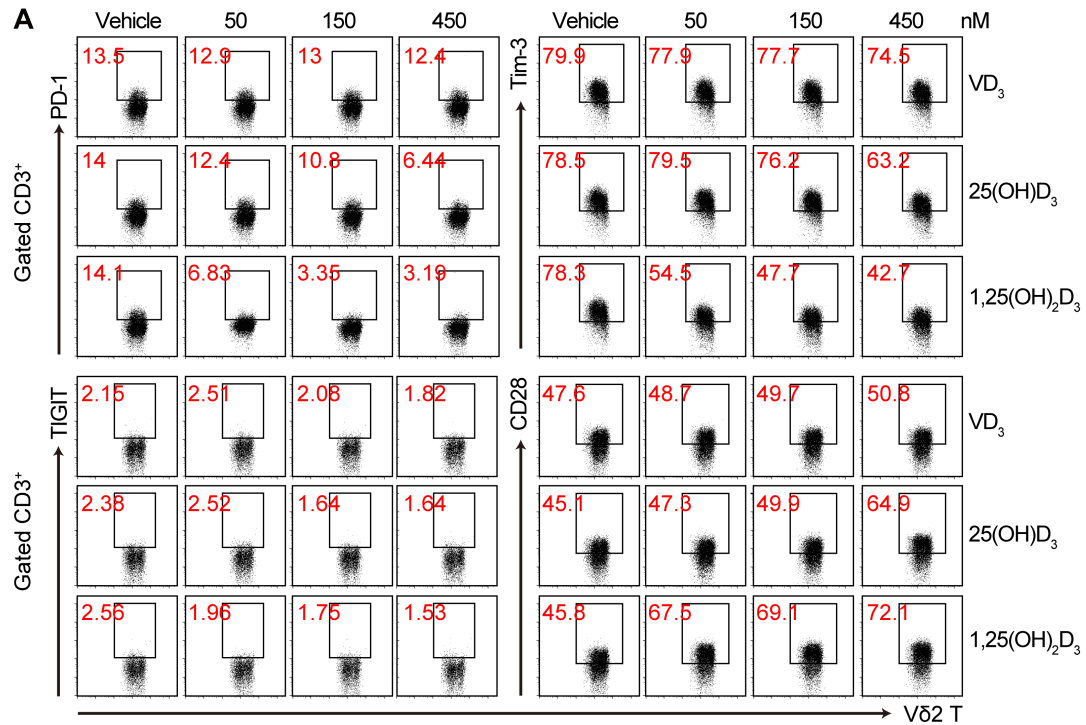 A
Vehicle 50 150 450 Vehicle 50 150 450 nM
PD-1 13.5 12.9 13 12.4 Tim-3 79.9 77.9 77.7 74.5 VD3
Gated CD3+ 14 12.4 10.8 6.44 78.5 79.5 76.2 63.2 25(OH)D3
14.1 6.83 3.35 3.19 78.3 54.5 47.7 42.7 1,25(OH)2D3
TIGIT 2.15 2.51 2.08 1.82 CD28 47.6 48.7 49.7 50.8 VD3
Gated CD3+ 2.38 2.52 1.64 1.64 45.1 47.3 49.9 64.9 25(OH)D3
2.56 1.96 1.75 1.53 45.8 67.5 69.1 72.1 1,25(OH)2D3
Vδ2 T